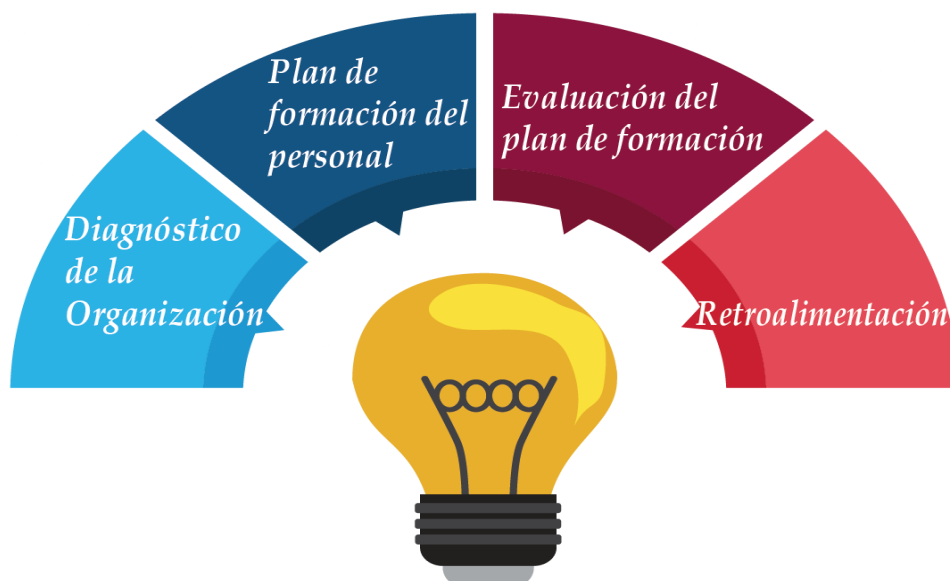 Plan de
formación del
personal
Evaluación del
plan de formación
Diagnóstico
de la
Organización
Retroalimentación